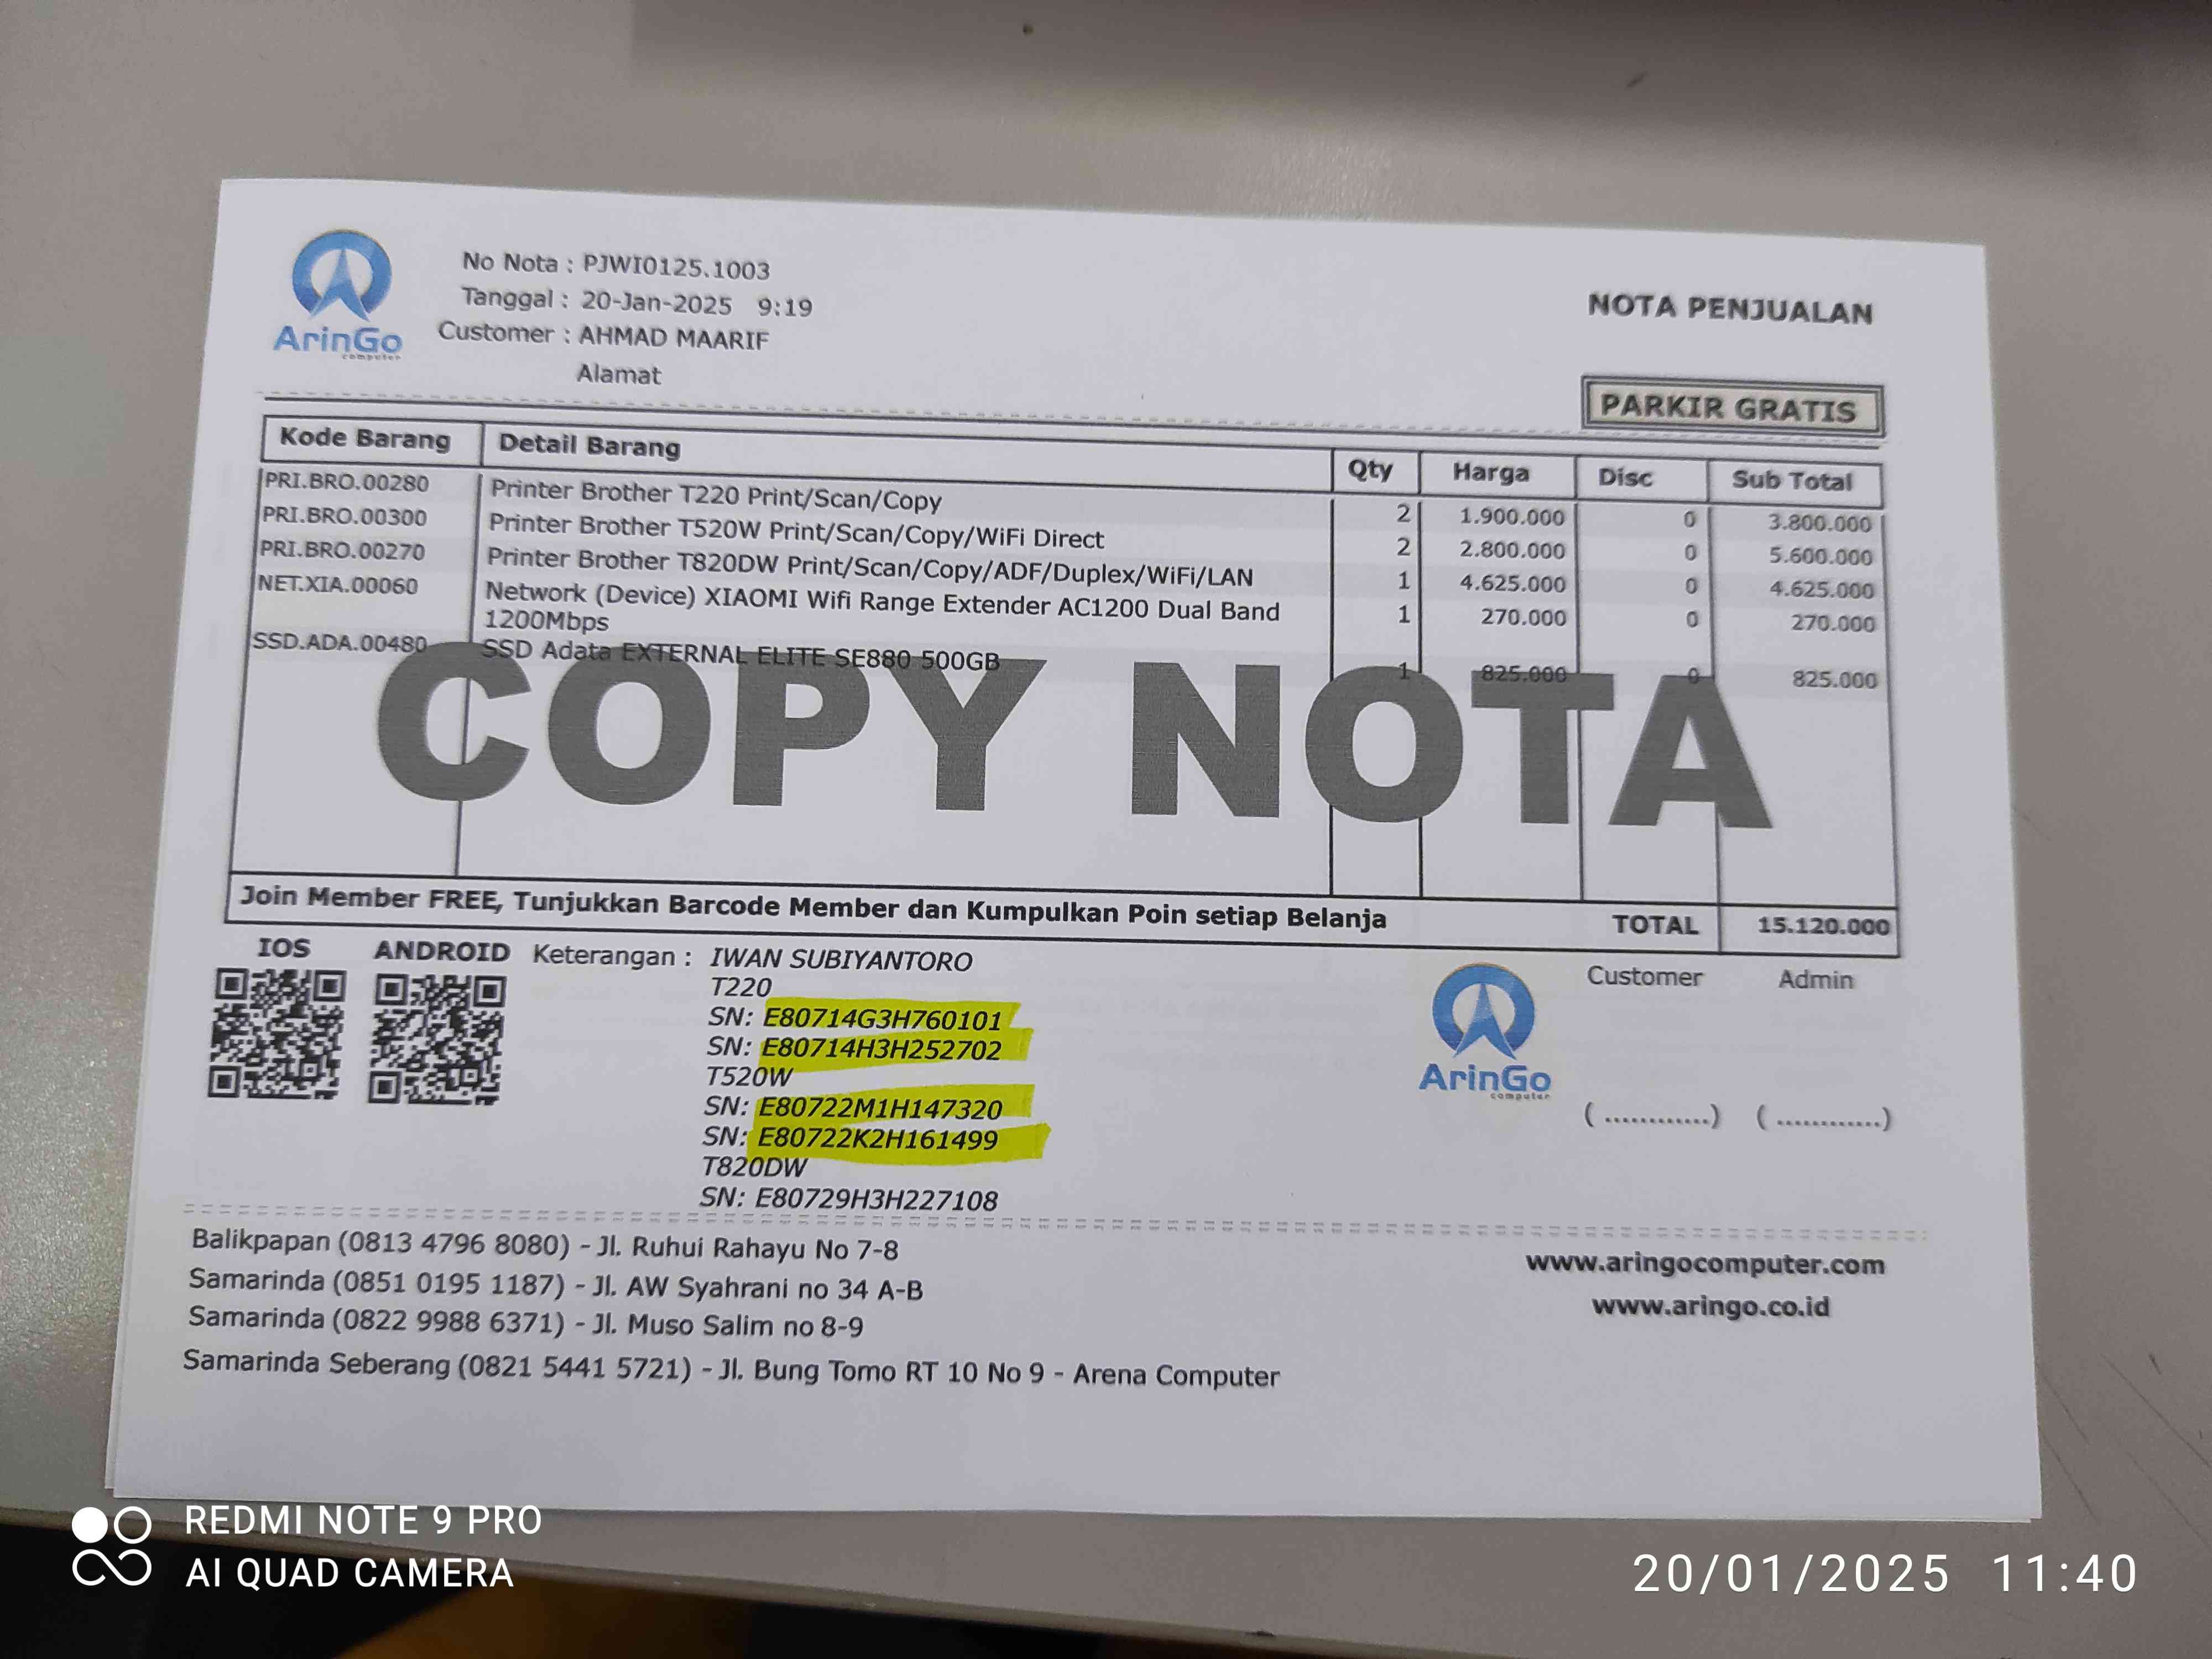 ArinGo
computer
No Nota : PJWI0125.1003
Tanggal : 20-Jan-2025 9:19
Customer : AHMAD MAARIF
Alamat
NOTA PENJUALAN
PARKIR GRATIS
Kode Barang Detail Barang Qty Harga Disc Sub Total
PRI.BRO.00280 Printer Brother T220 Print/Scan/Copy 2 1.900.000 0 3.800.000
PRI.BRO.00300 Printer Brother T520W Print/Scan/Copy/WiFi Direct 2 2.800.000 0 5.600.000
PRI.BRO.00270 Printer Brother T820DW Print/Scan/Copy/ADF/Duplex/WiFi/LAN 1 4.625.000 0 4.625.000
NET.XIA.00060 Network (Device) XIAOMI Wifi Range Extender AC1200 Dual Band 1 270.000 0 270.000
1200Mbps
SSD.ADA.00480 SSD Adata EXTERNAL ELITE SE880 500GB 1 825.000 0 825.000
COPY NOTA
Join Member FREE, Tunjukkan Barcode Member dan Kumpulkan Poin setiap Belanja TOTAL 15.120.000
IOS ANDROID Keterangan : IWAN SUBIYANTORO
T220
SN: E80714G3H760101
SN: E80714H3H252702
T520W
SN: E80722M1H147320
SN: E80722K2H161499
T820DW
SN: E80729H3H227108
ArinGo
computer
Customer Admin
( ............) ( ............)
Balikpapan (0813 4796 8080) - Jl. Ruhui Rahayu No 7-8
Samarinda (0851 0195 1187) - Jl. AW Syahrani no 34 A-B
Samarinda (0822 9988 6371) - Jl. Muso Salim no 8-9
Samarinda Seberang (0821 5441 5721) - Jl. Bung Tomo RT 10 No 9 - Arena Computer
www.aringocomputer.com
www.aringo.co.id
REDMI NOTE 9 PRO
AI QUAD CAMERA
20/01/2025 11:40